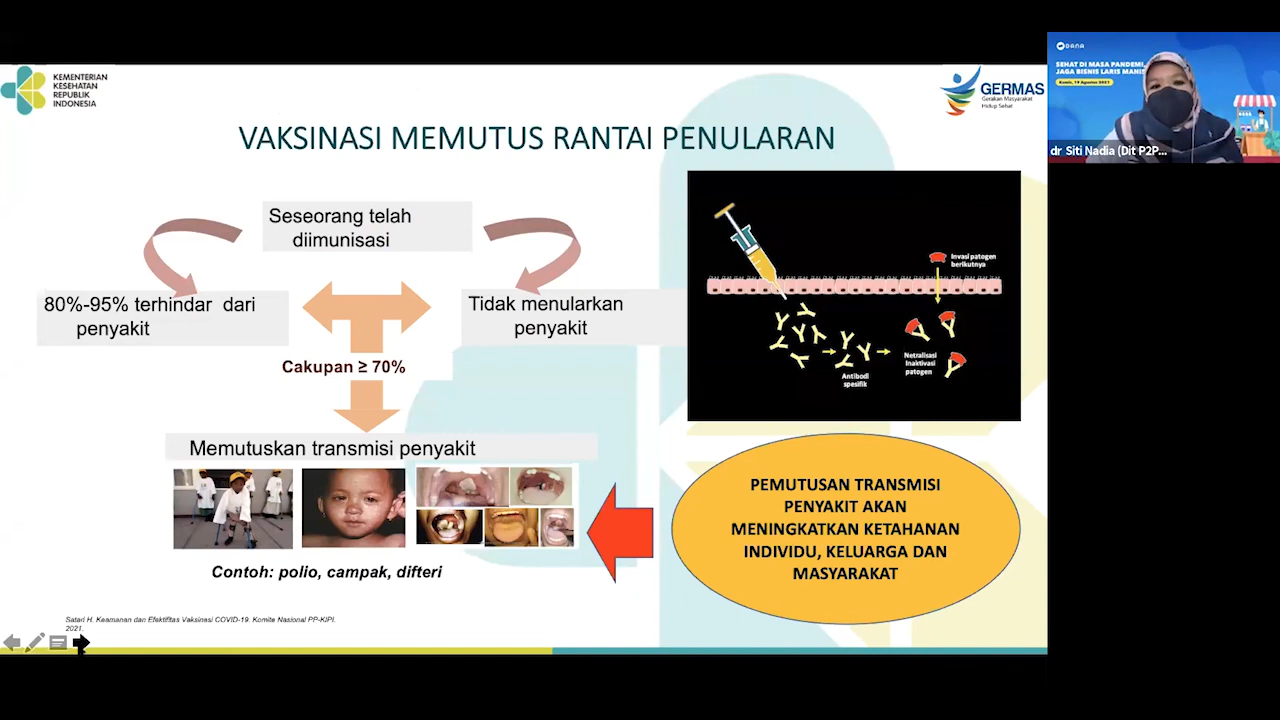 KEMENTERIAN
KESEHATAN
REPUBLIK
INDONESIA
GERMAS
Gerakan Masyarakat
Hidup Sehat
VAKSINASI MEMUTUS RANTAI PENULARAN
Seseorang telah
diimunisasi
80%-95% terhindar dari
penyakit
Tidak menularkan
penyakit
Cakupan ≥ 70%
Memutuskan transmisi penyakit
Contoh: polio, campak, difteri
Satari H. Keamanan dan Efektifitas Vaksinasi COVID-19. Komite Nasional PP-KIPI.
2021.
Invasi patogen
berikutnya
Antibodi
spesifik
Netralisasi
Inaktivasi
patogen
PEMUTUSAN TRANSMISI
PENYAKIT AKAN
MENINGKATKAN KETAHANAN
INDIVIDU, KELUARGA DAN
MASYARAKAT
DANA
SEHAT DI MASA PANDEMI,
JAGA BISNIS LARIS MANIS
Kamis, 19 Agustus 2021
dr Siti Nadia (Dit P2P...